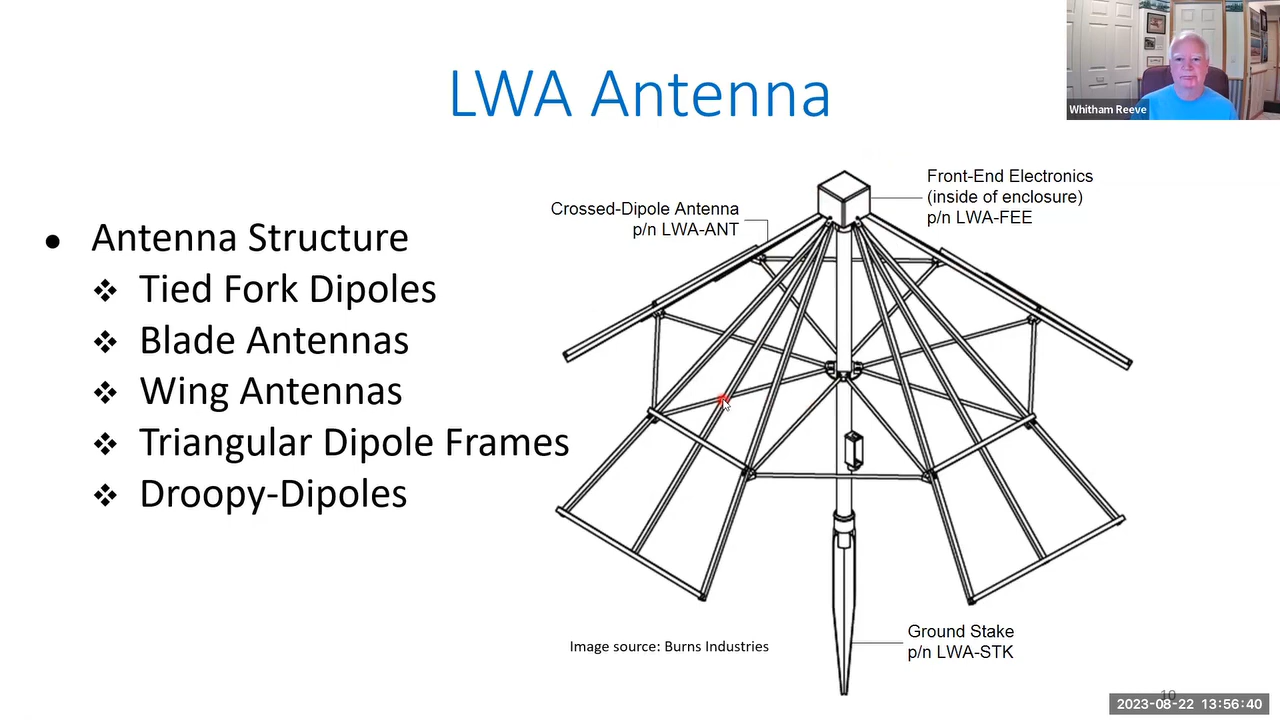 LWA Antenna
Whitham Reeve
Front-End Electronics
(inside of enclosure)
p/n LWA-FEE
Crossed-Dipole Antenna
p/n LWA-ANT
● Antenna Structure
❖ Tied Fork Dipoles
❖ Blade Antennas
❖ Wing Antennas
❖ Triangular Dipole Frames
❖ Droopy-Dipoles
Ground Stake
p/n LWA-STK
Image source: Burns Industries
10
2023-08-22 13:56:40